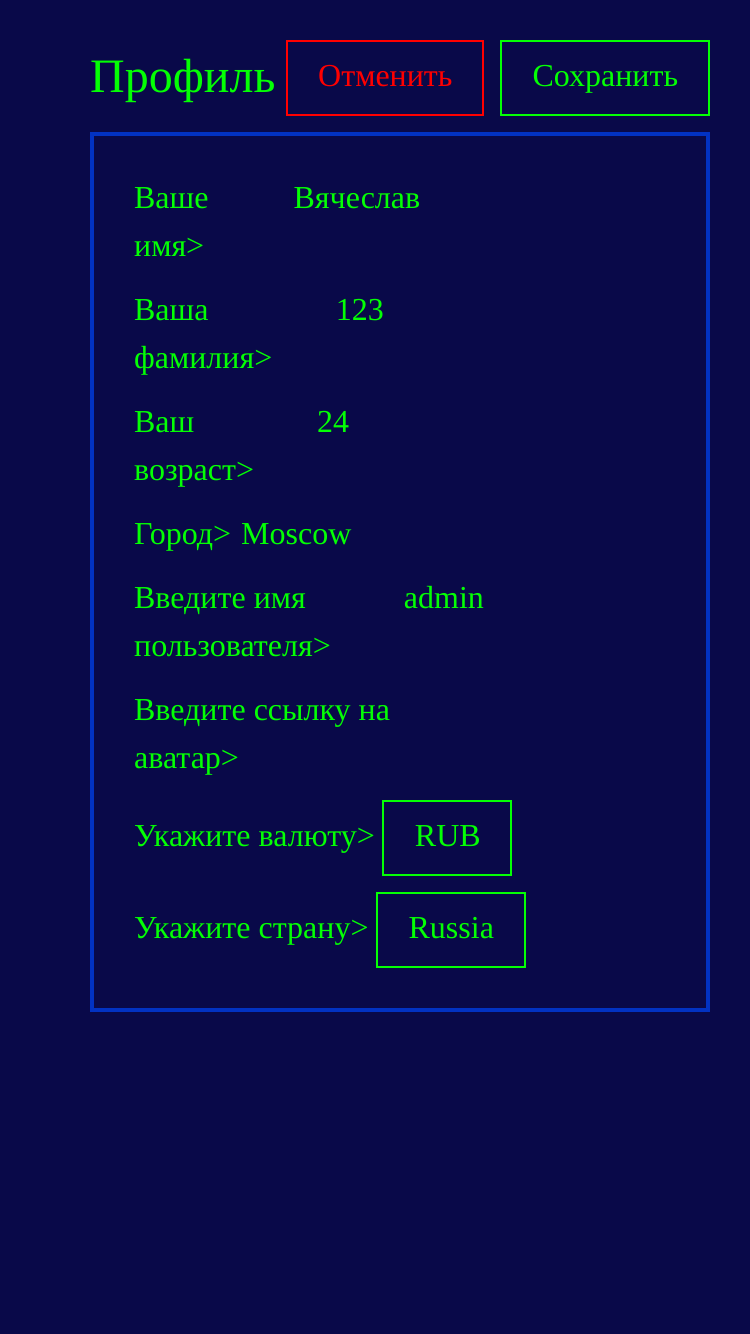 Профиль Отменить Сохранить
Ваше Вячеслав
имя>
Ваша 123
фамилия>
Ваш 24
возраст>
Город> Moscow
Введите имя admin
пользователя>
Введите ссылку на
аватар>
Укажите валюту> RUB
Укажите страну> Russia